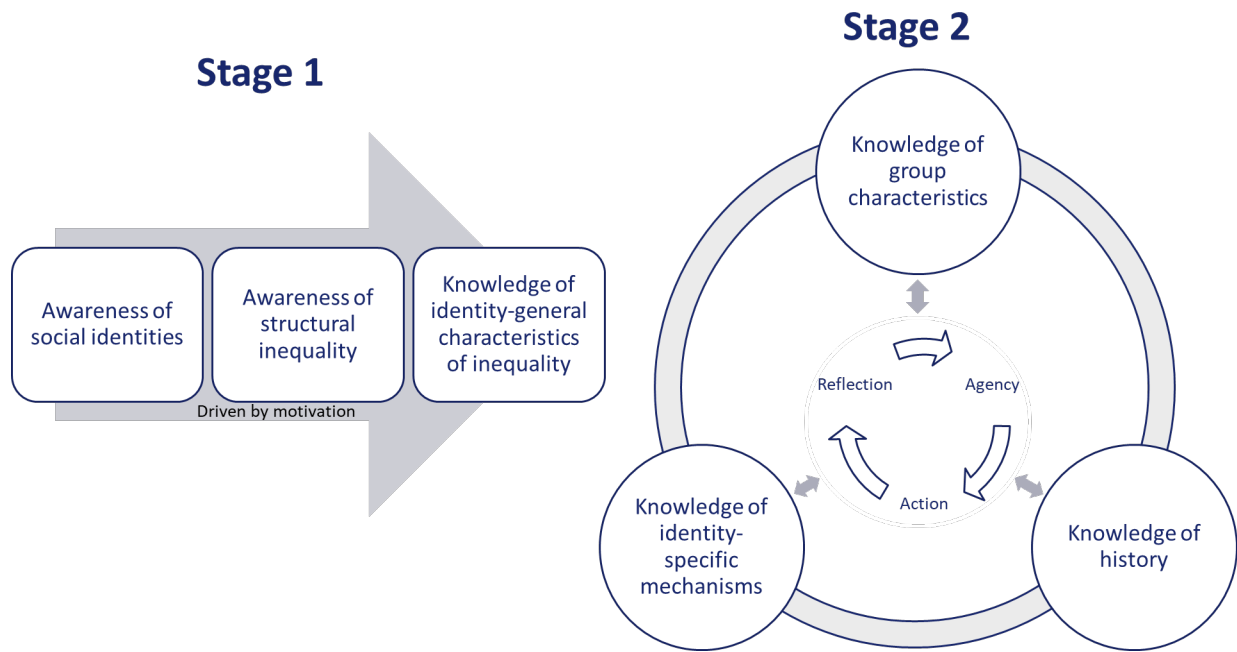 Stage 1
Awareness of
social identities
Awareness of
structural
inequality
Knowledge of
identity-general
characteristics
of inequality
Driven by motivation
Stage 2
Knowledge of
group
characteristics
Reflection
Agency
Action
Knowledge of
identity-
specific
mechanisms
Knowledge of
history